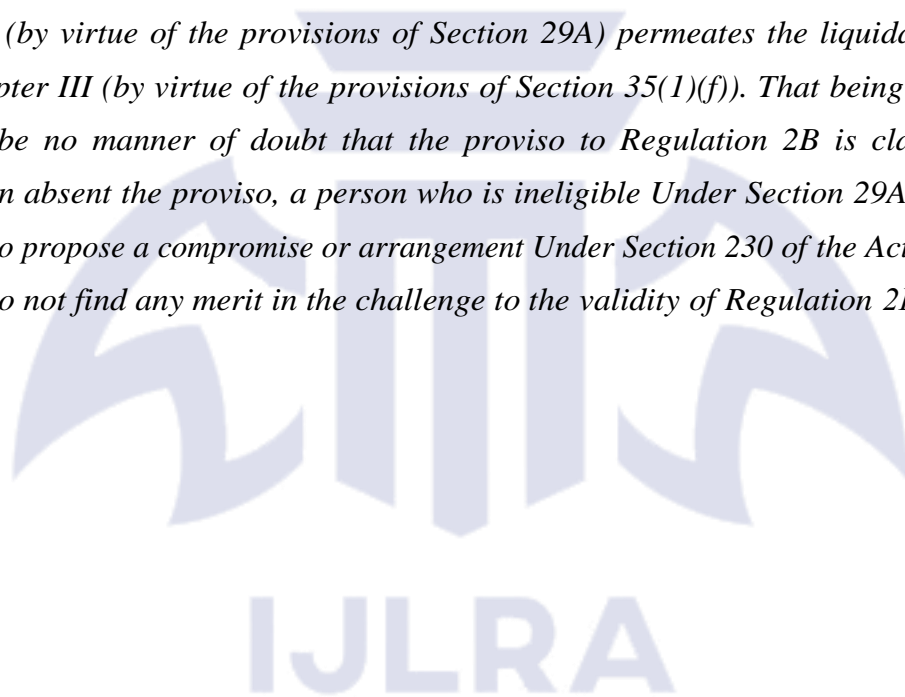 (by virtue of the provisions of Section 29A) permeates the liquida
pter III (by virtue of the provisions of Section 35(1)(f)). That being
be no manner of doubt that the proviso to Regulation 2B is cla
n absent the proviso, a person who is ineligible Under Section 29A
o propose a compromise or arrangement Under Section 230 of the Act
o not find any merit in the challenge to the validity of Regulation 2
IJLRA